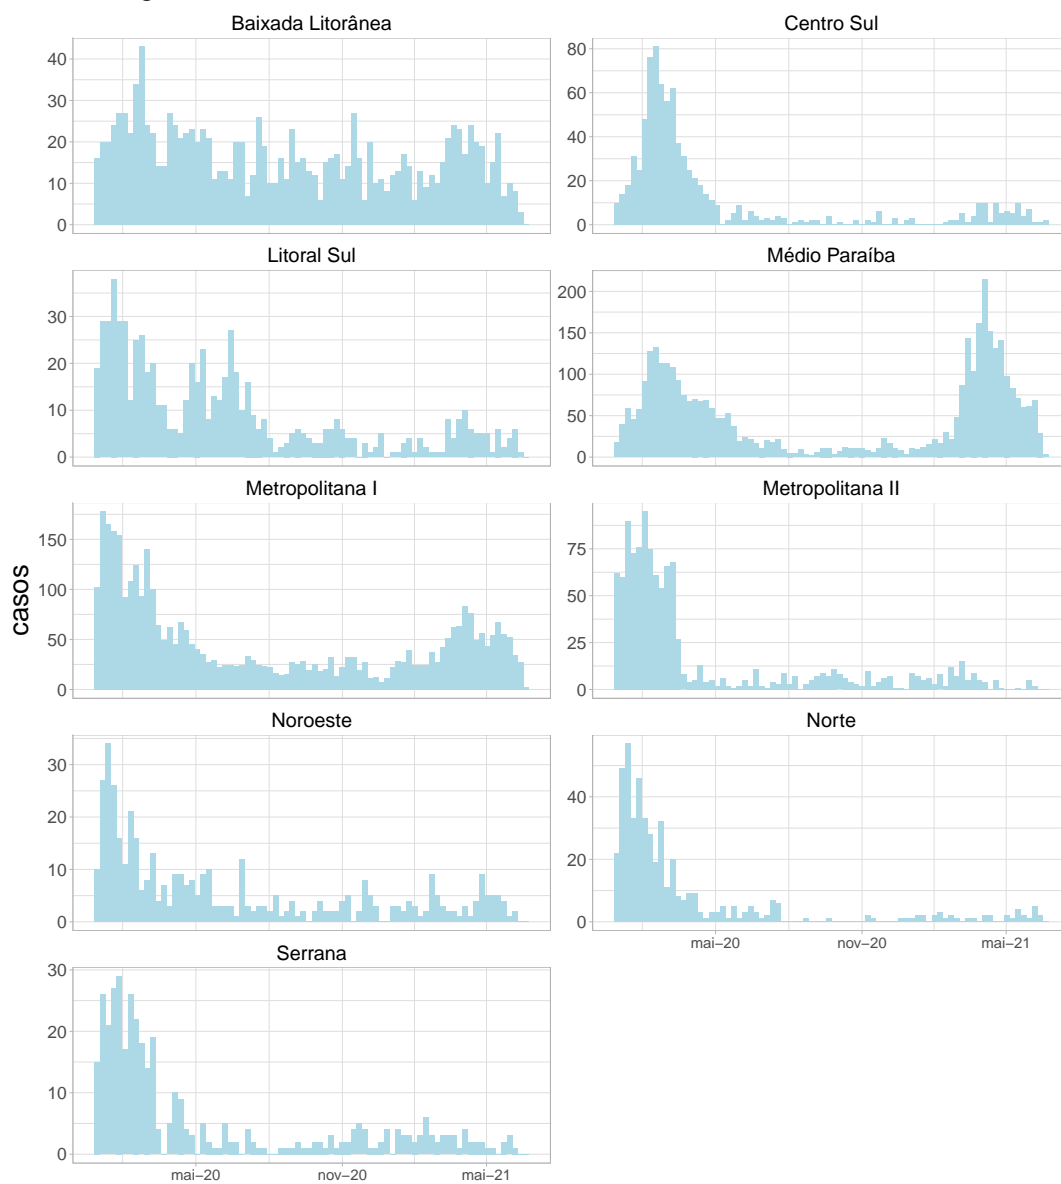 Baixada Litorânea
40
30
20
10
0
Centro Sul
80
60
40
20
0
Litoral Sul
30
20
10
0
Médio Paraíba
200
150
100
50
0
Metropolitana I
150
100
50
0
Metropolitana II
75
50
25
0
casos
Noroeste
30
20
10
0
Norte
40
20
0
mai−20
nov−20
mai−21
Serrana
30
20
10
0
mai−20
nov−20
mai−21